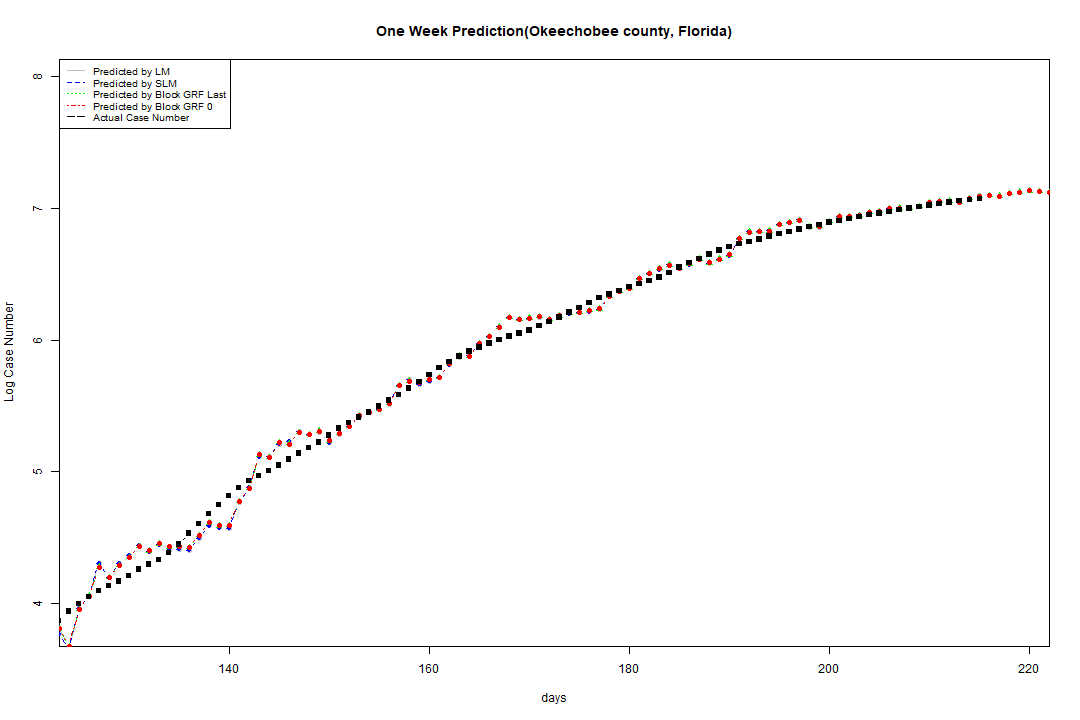 One Week Prediction(Okeechobee county, Florida)
Predicted by LM
Predicted by SLM
Predicted by Block GRF Last
Predicted by Block GRF 0
Actual Case Number
8
7
6
5
4
Log Case Number
140 160 180 200 220
days